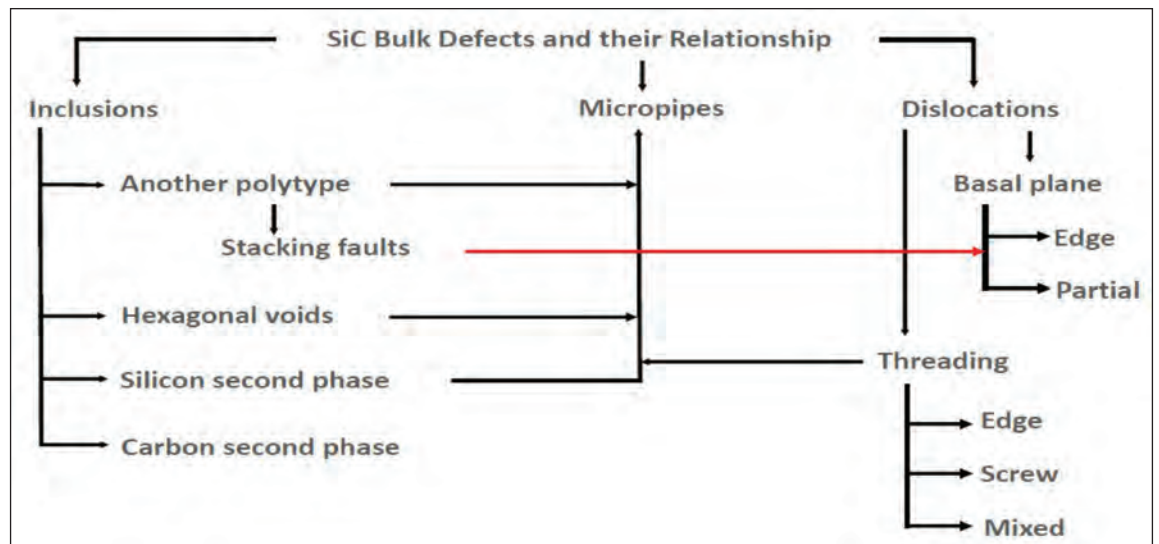 SiC Bulk Defects and their Relationship
Inclusions
Micropipes
Dislocations
Another polytype
Basal plane
Stacking faults
Edge
Partial
Hexagonal voids
Threading
Silicon second phase
Edge
Carbon second phase
Screw
Mixed